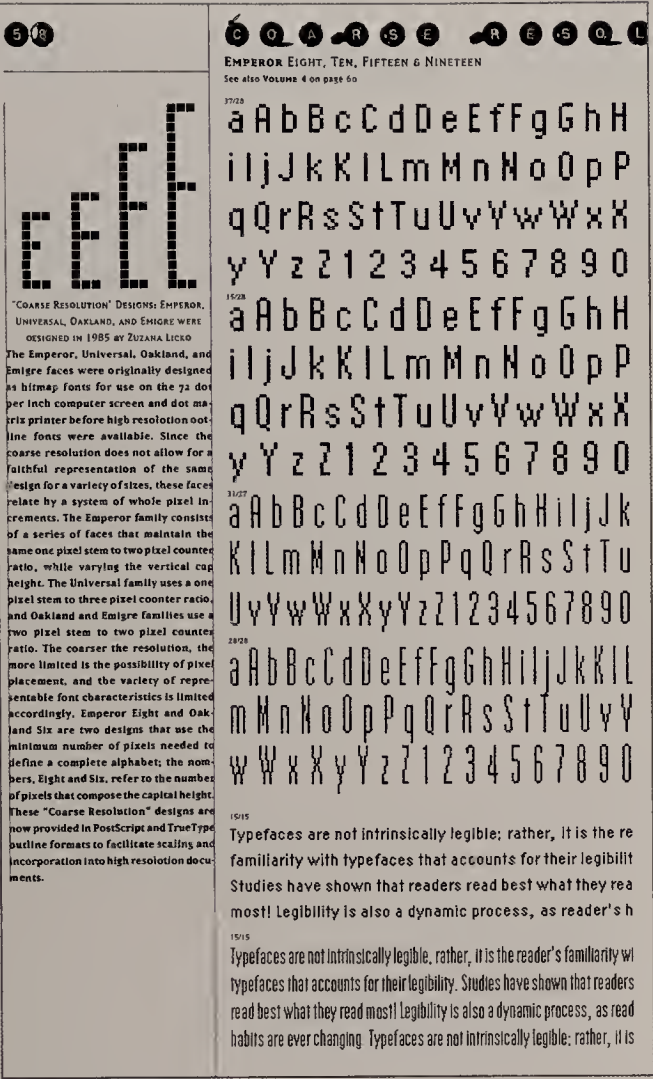 58
COARSE RESOL
EMPEROR EIGHT, TEN, FIFTEEN & NINETEEN
See also VOLUME 4 on page 60
E E E E
"COARSE RESOLUTION" DESIGNS: EMPEROR,
UNIVERSAL, OAKLAND, AND EMIGRE WERE
DESIGNED IN 1985 BY ZUZANA LICKO
The Emperor, Universal, Oakland, and
Emigre faces were originally designed
as bitmap fonts for use on the 72 dot
per inch computer screen and dot ma-
trix printer before high resolution out-
line fonts were available. Since the
coarse resolution does not allow for a
faithful representation of the same
design for a variety of sizes, these faces
relate by a system of whole pixel in-
crements. The Emperor family consists
of a series of faces that maintain the
same one pixel stem to two pixel counter
ratio, while varying the vertical cap
height. The Universal family uses a one
pixel stem to three pixel counter ratio,
and Oakland and Emigre families use a
two pixel stem to two pixel counter
ratio. The coarser the resolution, the
more limited is the possibility of pixel
placement, and the variety of repre-
sentable font characteristics is limited
accordingly. Emperor Eight and Oak-
land Six are two designs that use the
minimum number of pixels needed to
define a complete alphabet; the num-
bers, Eight and Six, refer to the number
of pixels that compose the capital height.
These "Coarse Resolution" designs are
now provided in PostScript and TrueType
outline formats to facilitate scaling and
incorporation into high resolution docu-
ments.
37/28
aAbBcCdDeEfFgGhH
iIjJkKlLmMnNoOpP
qQrRsStTuUvVwWxX
yYzZ1234567890
35/28
aAbBcCdDeEfFgGhH
iIjJkKlLmMnNoOpP
qQrRsStTuUvVwWxX
yYzZ1234567890
31/27
aAbBcCdDeEfFgGhHiIjJk
KlLmMnNoOpPqQrRsStTu
UvVwWxXyYzZ1234567890
28/28
aAbBcCdDeEfFgGhHiIjJkKlL
mMnNoOpPqQrRsStTuUvV
wWxXyYzZ1234567890
15/15
Typefaces are not intrinsically legible; rather, it is the re
familiarity with typefaces that accounts for their legibilit
Studies have shown that readers read best what they rea
most! Legibility is also a dynamic process, as reader's h
15/15
Typefaces are not intrinsically legible, rather, it is the reader's familiarity wi
typefaces that accounts for their legibility. Studies have shown that readers
read best what they read most! Legibility is also a dynamic process, as read
habits are ever changing. Typefaces are not intrinsically legible; rather, it is